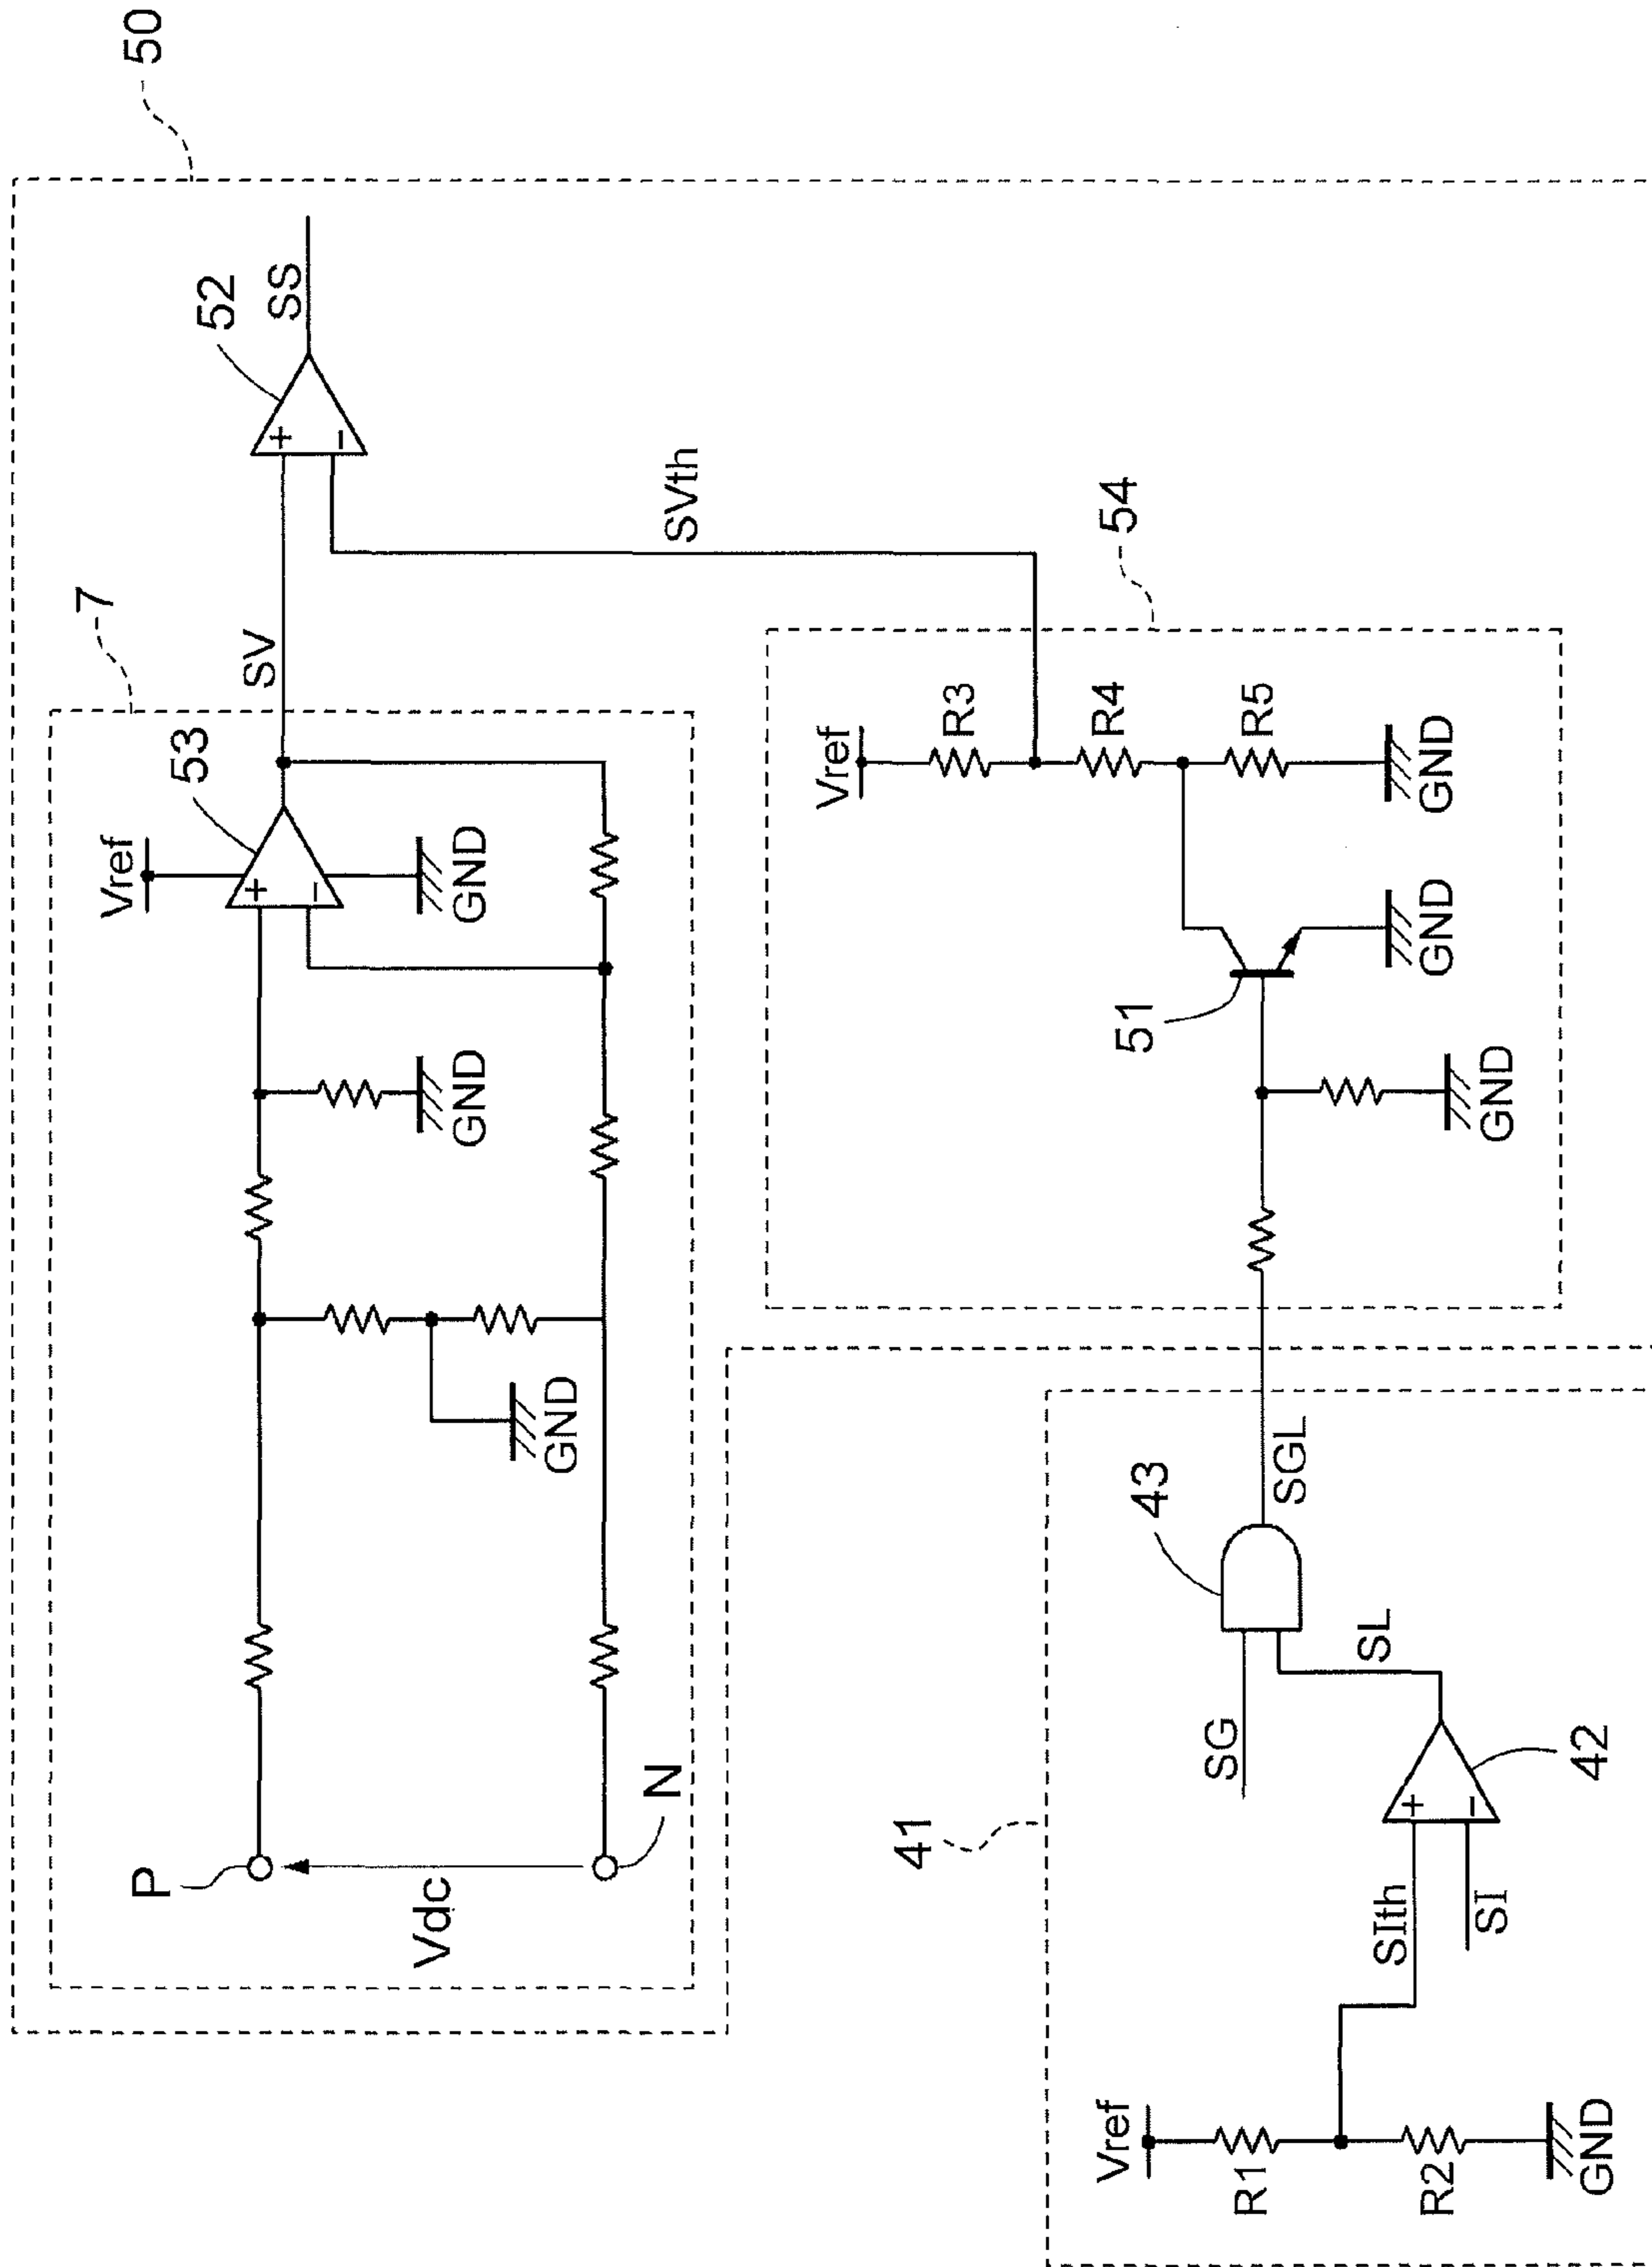 50
7
53
Vref
SV
52
SS
GND
GND
GND
P
N
Vdc
SVth
54
Vref
R3
R4
R5
GND
51
GND
GND
41
43
SG
SGL
SL
42
SIth
SI
Vref
R1
R2
GND